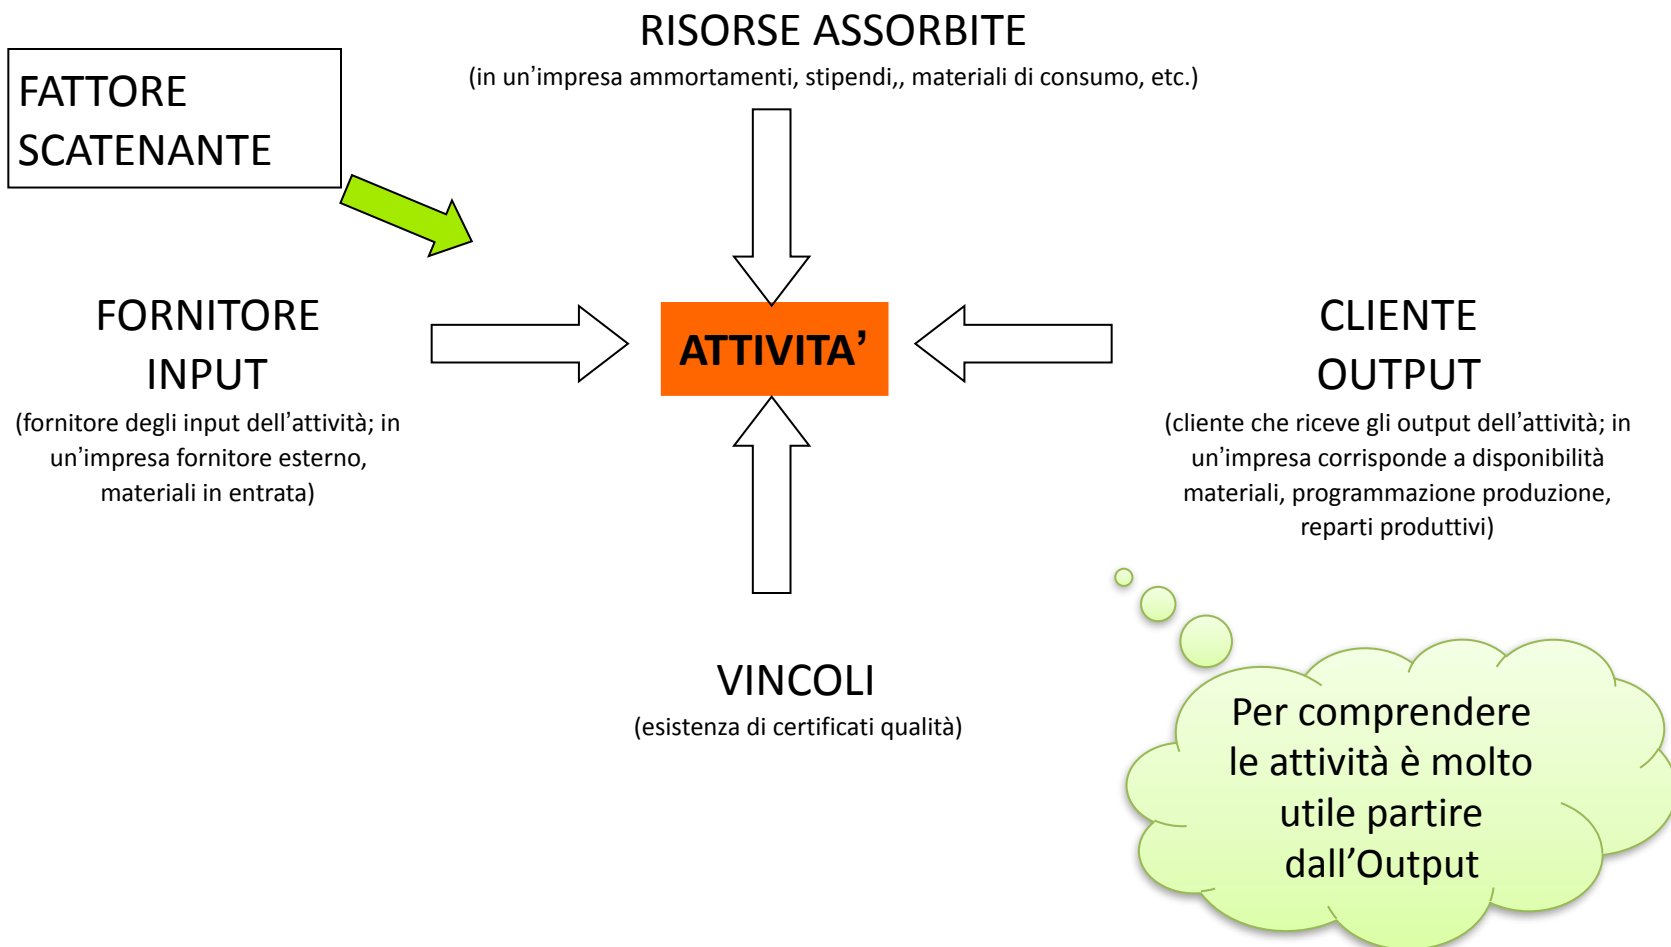 RISORSE ASSORBITE
(in un’impresa ammortamenti, stipendi,, materiali di consumo, etc.)
FATTORE
SCATENANTE
FORNITORE
INPUT
(fornitore degli input dell’attività; in
un’impresa fornitore esterno,
materiali in entrata)
ATTIVITA’
CLIENTE
OUTPUT
(cliente che riceve gli output dell’attività; in
un’impresa corrisponde a disponibilità
materiali, programmazione produzione,
reparti produttivi)
VINCOLI
(esistenza di certificati qualità)
Per comprendere
le attività è molto
utile partire
dall’Output